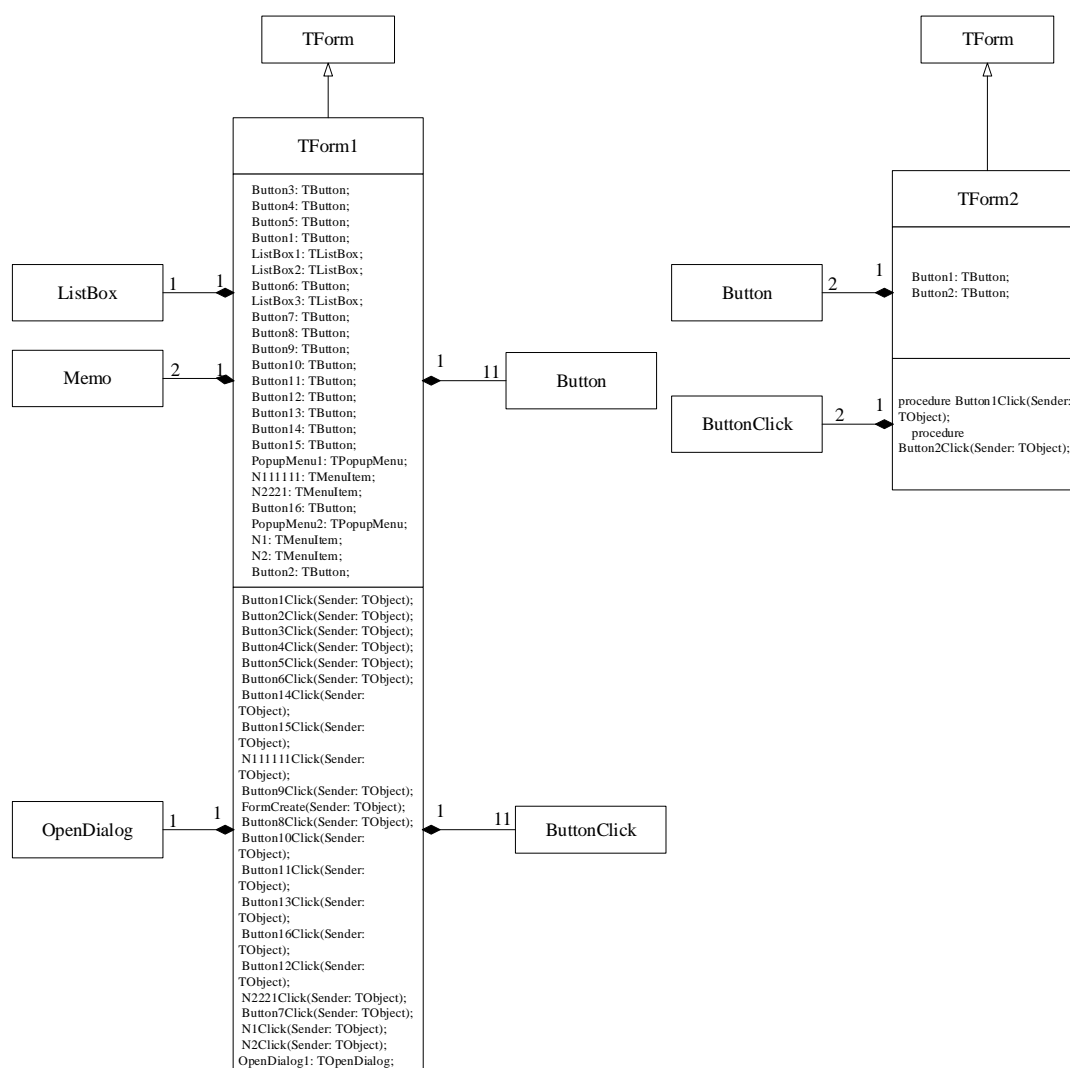 TForm
TForm1
Button3: TButton;
Button4: TButton;
Button5: TButton;
Button1: TButton;
ListBox1: TListBox;
ListBox2: TListBox;
Button6: TButton;
ListBox3: TListBox;
Button7: TButton;
Button8: TButton;
Button9: TButton;
Button10: TButton;
Button11: TButton;
Button12: TButton;
Button13: TButton;
Button14: TButton;
Button15: TButton;
PopupMenu1: TPopupMenu;
N111111: TMenuItem;
N2221: TMenuItem;
Button16: TButton;
PopupMenu2: TPopupMenu;
N1: TMenuItem;
N2: TMenuItem;
Button2: TButton;
Button1Click(Sender: TObject);
Button2Click(Sender: TObject);
Button3Click(Sender: TObject);
Button4Click(Sender: TObject);
Button5Click(Sender: TObject);
Button6Click(Sender: TObject);
Button14Click(Sender:
TObject);
Button15Click(Sender:
TObject);
N111111Click(Sender:
TObject);
Button9Click(Sender: TObject);
FormCreate(Sender: TObject);
Button8Click(Sender: TObject);
Button10Click(Sender:
TObject);
Button11Click(Sender:
TObject);
Button13Click(Sender:
TObject);
Button16Click(Sender:
TObject);
Button12Click(Sender:
TObject);
N2221Click(Sender: TObject);
Button7Click(Sender: TObject);
N1Click(Sender: TObject);
N2Click(Sender: TObject);
OpenDialog1: TOpenDialog;
ListBox 1 1
Memo 2 1
OpenDialog 1 1
1 11 Button
1 11 ButtonClick
TForm
TForm2
Button1: TButton;
Button2: TButton;
procedure Button1Click(Sender:
TObject);
procedure
Button2Click(Sender: TObject);
Button 2 1
ButtonClick 2 1